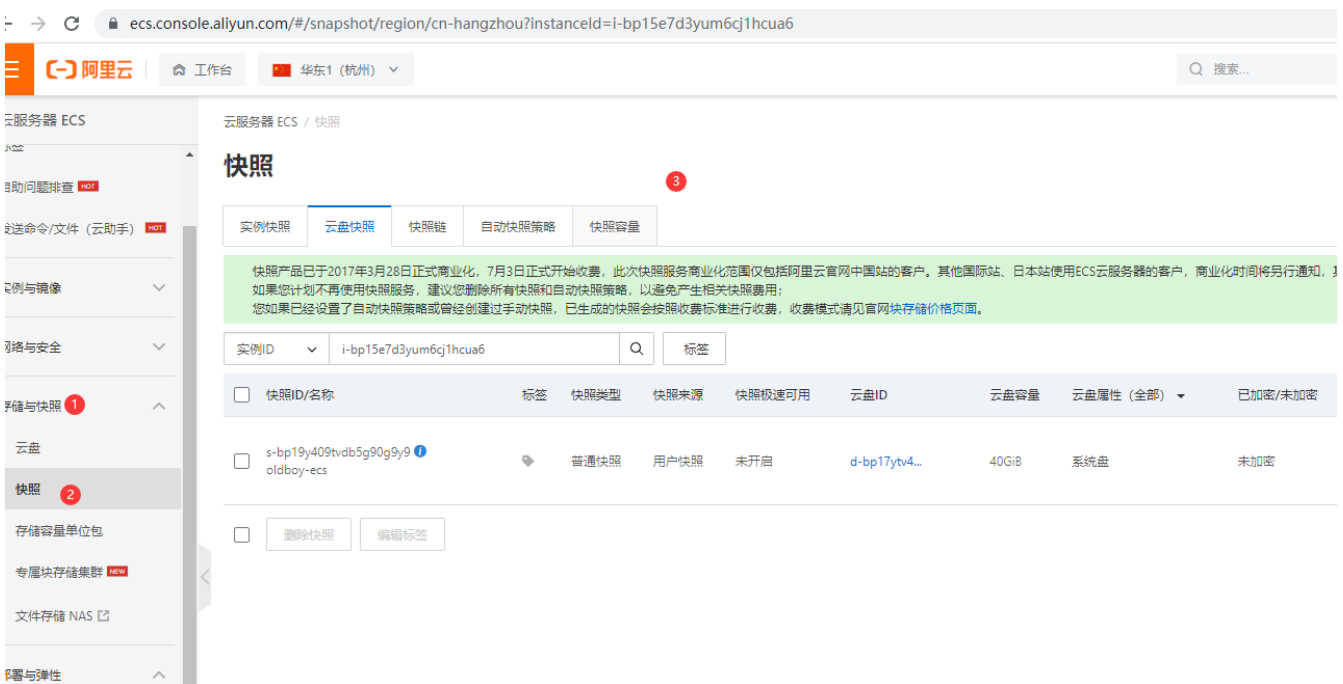 ecs.console.aliyun.com/#/snapshot/region/cn-hangzhou?instanceId=i-bp15e7d3yum6cj1hcua6
阿里云 工作台 华东1（杭州） 搜索...
云服务器 ECS
自助问题排查 HOT
发送命令/文件（云助手） HOT
实例与镜像
网络与安全
存储与快照 1
云盘
快照 2
存储容量单位包
专属块存储集群 NEW
文件存储 NAS
部署与弹性
云服务器 ECS / 快照
快照
3
实例快照 云盘快照 快照链 自动快照策略 快照容量
快照产品已于2017年3月28日正式商业化，7月3日正式开始收费，此次快照服务商业化范围仅包括阿里云官网中国站的客户。其他国际站、日本站使用ECS云服务器的客户，商业化时间将另行通知，
如果您计划不再使用快照服务，建议您删除所有快照和自动快照策略，以避免产生相关快照费用；
您如果已经设置了自动快照策略或曾经创建过手动快照，已生成的快照会按照收费标准进行收费，收费模式请见官网块存储价格页面。
实例ID i-bp15e7d3yum6cj1hcua6 标签
快照ID/名称 标签 快照类型 快照来源 快照极速可用 云盘ID 云盘容量 云盘属性（全部） 已加密/未加密
s-bp19y409tvdb5g90g9y9
oldboy-ecs
普通快照 用户快照 未开启 d-bp17ytv4... 40GiB 系统盘 未加密
删除快照 编辑标签